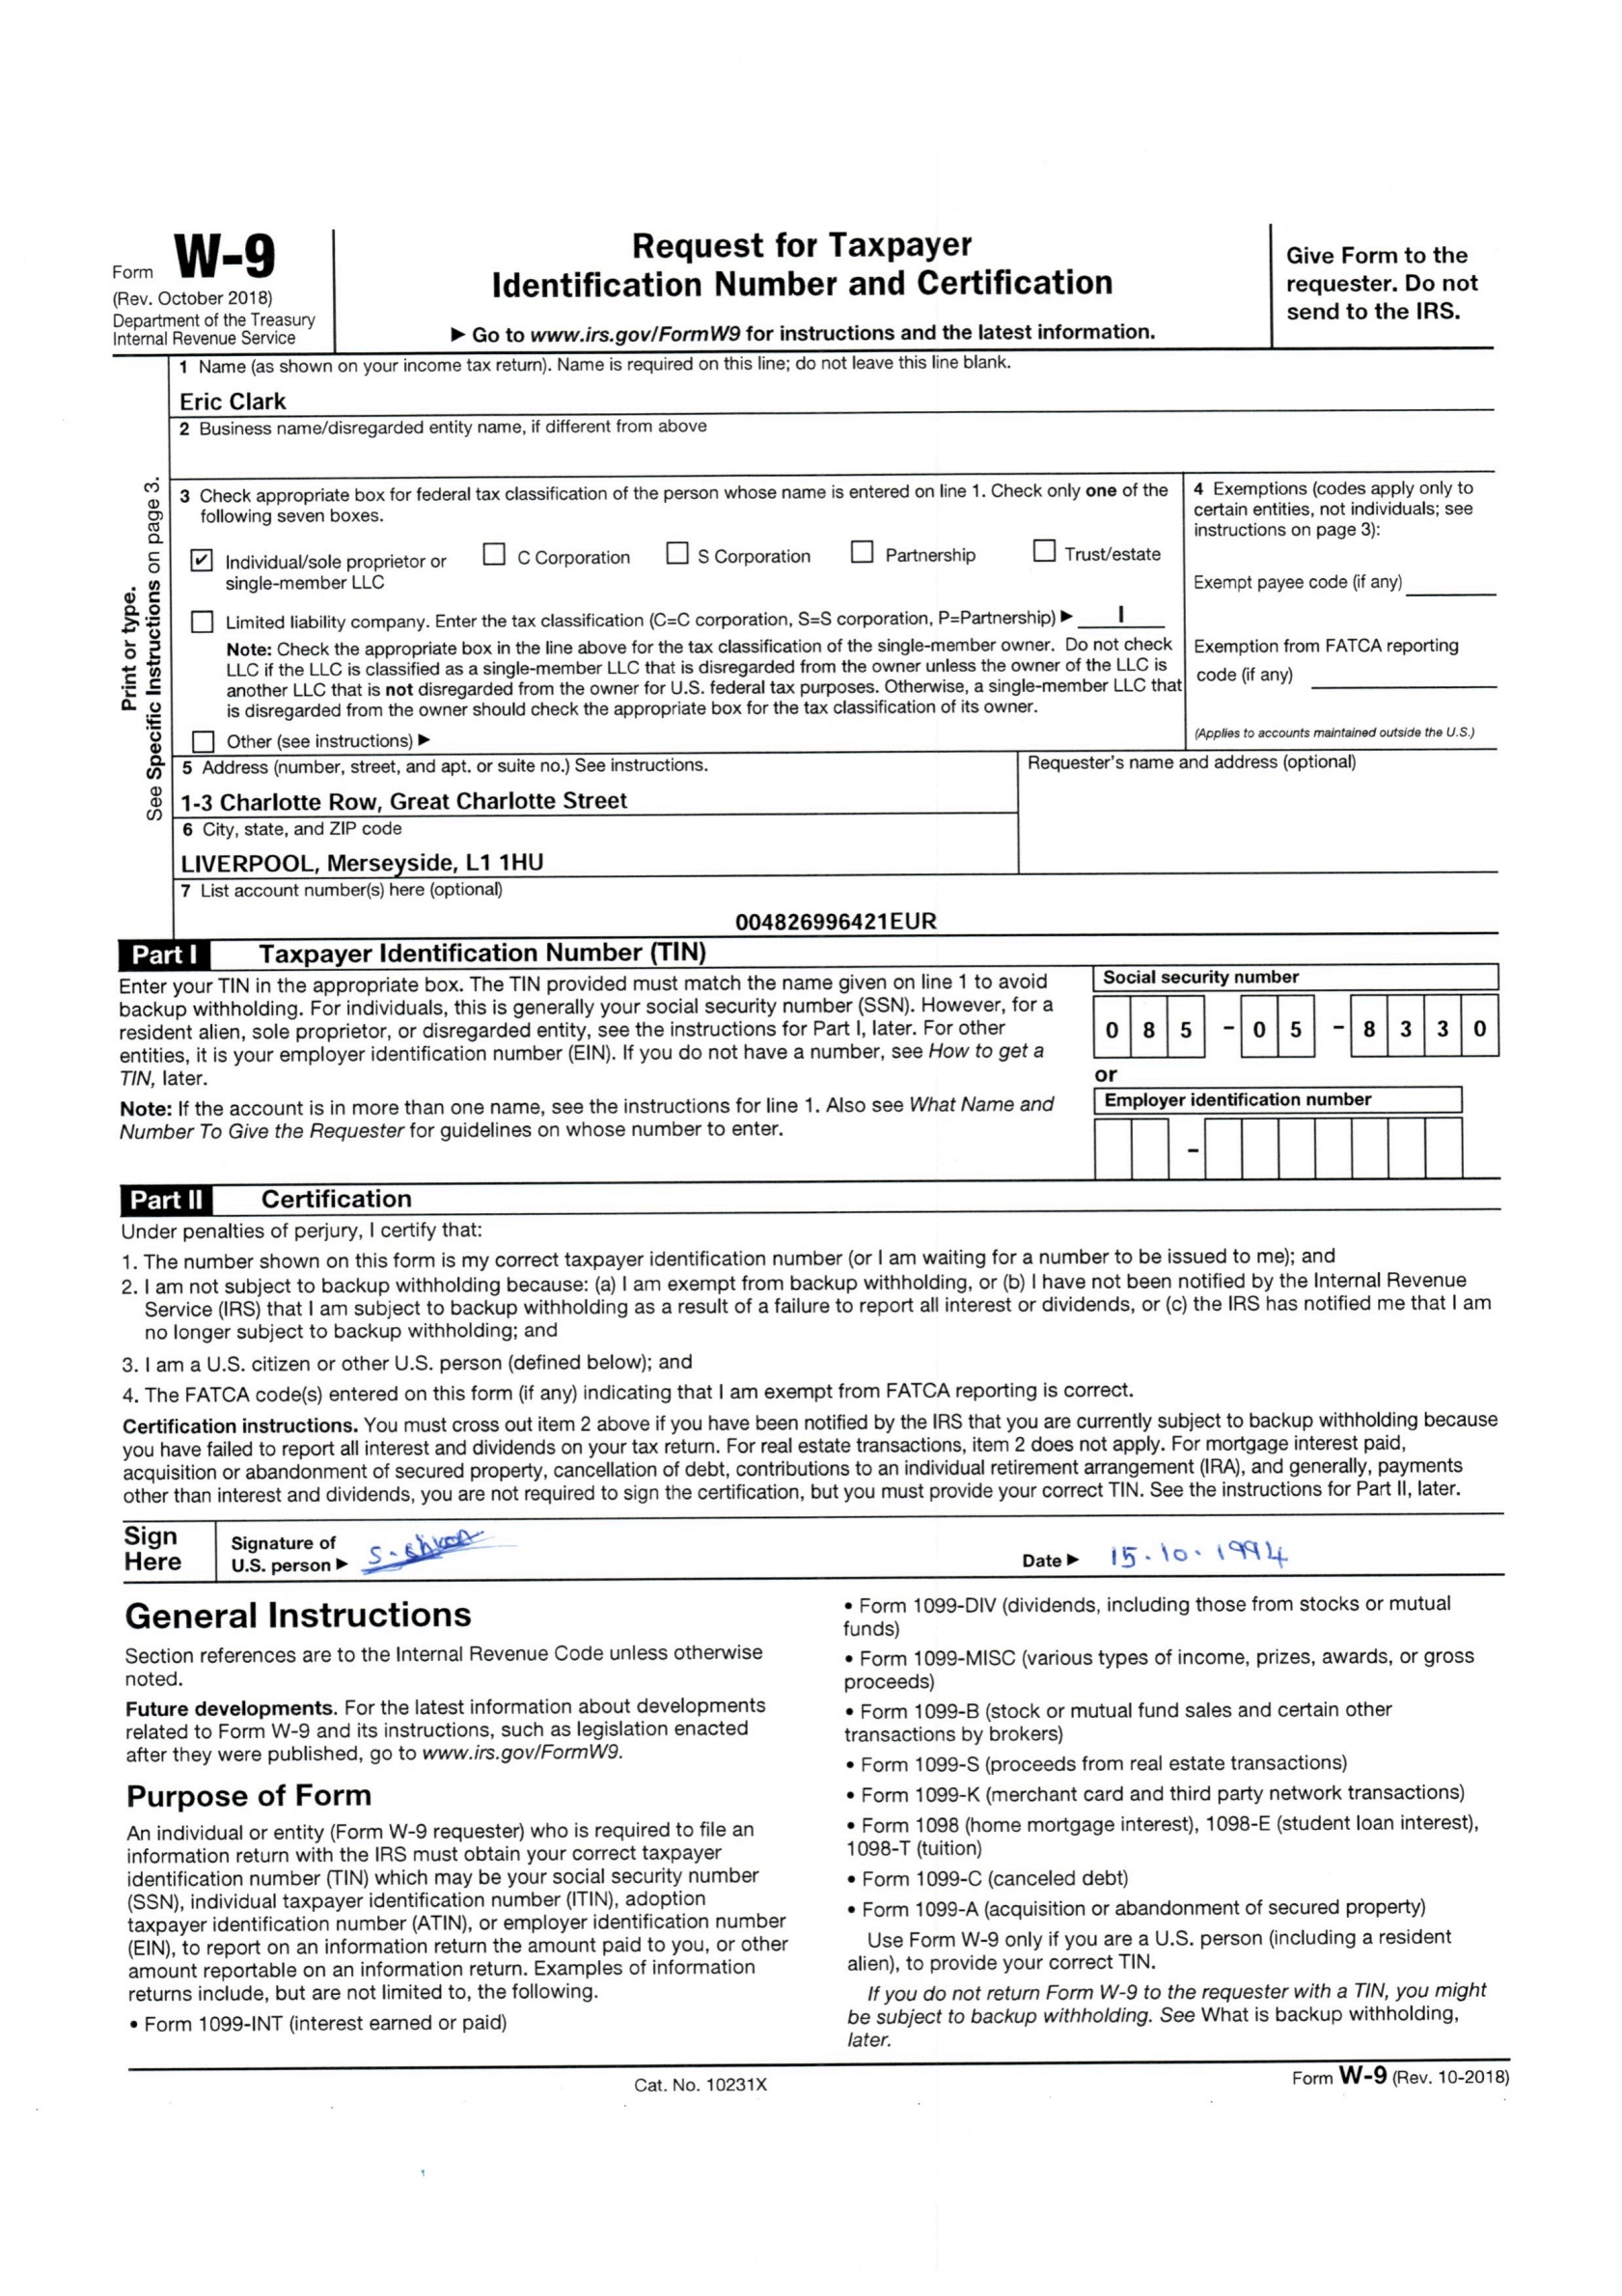 Form W-9
(Rev. October 2018)
Department of the Treasury
Internal Revenue Service
Request for Taxpayer
Identification Number and Certification
▶ Go to www.irs.gov/FormW9 for instructions and the latest information.
Give Form to the
requester. Do not
send to the IRS.
Print or type.
See Specific Instructions on page 3.
1 Name (as shown on your income tax return). Name is required on this line; do not leave this line blank.
Eric Clark
2 Business name/disregarded entity name, if different from above
3 Check appropriate box for federal tax classification of the person whose name is entered on line 1. Check only one of the
following seven boxes.
✔ Individual/sole proprietor or
single-member LLC
C Corporation
S Corporation
Partnership
Trust/estate
Limited liability company. Enter the tax classification (C=C corporation, S=S corporation, P=Partnership) ▶ I
Note: Check the appropriate box in the line above for the tax classification of the single-member owner. Do not check
LLC if the LLC is classified as a single-member LLC that is disregarded from the owner unless the owner of the LLC is
another LLC that is not disregarded from the owner for U.S. federal tax purposes. Otherwise, a single-member LLC that
is disregarded from the owner should check the appropriate box for the tax classification of its owner.
Other (see instructions) ▶
4 Exemptions (codes apply only to
certain entities, not individuals; see
instructions on page 3):
Exempt payee code (if any)
Exemption from FATCA reporting
code (if any)
(Applies to accounts maintained outside the U.S.)
5 Address (number, street, and apt. or suite no.) See instructions.
1-3 Charlotte Row, Great Charlotte Street
6 City, state, and ZIP code
LIVERPOOL, Merseyside, L1 1HU
Requester's name and address (optional)
7 List account number(s) here (optional)
004826996421EUR
Part I Taxpayer Identification Number (TIN)
Enter your TIN in the appropriate box. The TIN provided must match the name given on line 1 to avoid
backup withholding. For individuals, this is generally your social security number (SSN). However, for a
resident alien, sole proprietor, or disregarded entity, see the instructions for Part I, later. For other
entities, it is your employer identification number (EIN). If you do not have a number, see How to get a
TIN, later.
Note: If the account is in more than one name, see the instructions for line 1. Also see What Name and
Number To Give the Requester for guidelines on whose number to enter.
Social security number
0 8 5 - 0 5 - 8 3 3 0
or
Employer identification number
-
Part II Certification
Under penalties of perjury, I certify that:
1. The number shown on this form is my correct taxpayer identification number (or I am waiting for a number to be issued to me); and
2. I am not subject to backup withholding because: (a) I am exempt from backup withholding, or (b) I have not been notified by the Internal Revenue
Service (IRS) that I am subject to backup withholding as a result of a failure to report all interest or dividends, or (c) the IRS has notified me that I am
no longer subject to backup withholding; and
3. I am a U.S. citizen or other U.S. person (defined below); and
4. The FATCA code(s) entered on this form (if any) indicating that I am exempt from FATCA reporting is correct.
Certification instructions. You must cross out item 2 above if you have been notified by the IRS that you are currently subject to backup withholding because
you have failed to report all interest and dividends on your tax return. For real estate transactions, item 2 does not apply. For mortgage interest paid,
acquisition or abandonment of secured property, cancellation of debt, contributions to an individual retirement arrangement (IRA), and generally, payments
other than interest and dividends, you are not required to sign the certification, but you must provide your correct TIN. See the instructions for Part II, later.
Sign
Here
Signature of
U.S. person ▶
Date ▶ 15.10.1994
General Instructions
Section references are to the Internal Revenue Code unless otherwise
noted.
Future developments. For the latest information about developments
related to Form W-9 and its instructions, such as legislation enacted
after they were published, go to www.irs.gov/FormW9.
Purpose of Form
An individual or entity (Form W-9 requester) who is required to file an
information return with the IRS must obtain your correct taxpayer
identification number (TIN) which may be your social security number
(SSN), individual taxpayer identification number (ITIN), adoption
taxpayer identification number (ATIN), or employer identification number
(EIN), to report on an information return the amount paid to you, or other
amount reportable on an information return. Examples of information
returns include, but are not limited to, the following.
• Form 1099-INT (interest earned or paid)
• Form 1099-DIV (dividends, including those from stocks or mutual
funds)
• Form 1099-MISC (various types of income, prizes, awards, or gross
proceeds)
• Form 1099-B (stock or mutual fund sales and certain other
transactions by brokers)
• Form 1099-S (proceeds from real estate transactions)
• Form 1099-K (merchant card and third party network transactions)
• Form 1098 (home mortgage interest), 1098-E (student loan interest),
1098-T (tuition)
• Form 1099-C (canceled debt)
• Form 1099-A (acquisition or abandonment of secured property)
Use Form W-9 only if you are a U.S. person (including a resident
alien), to provide your correct TIN.
If you do not return Form W-9 to the requester with a TIN, you might
be subject to backup withholding. See What is backup withholding,
later.
Cat. No. 10231X
Form W-9 (Rev. 10-2018)